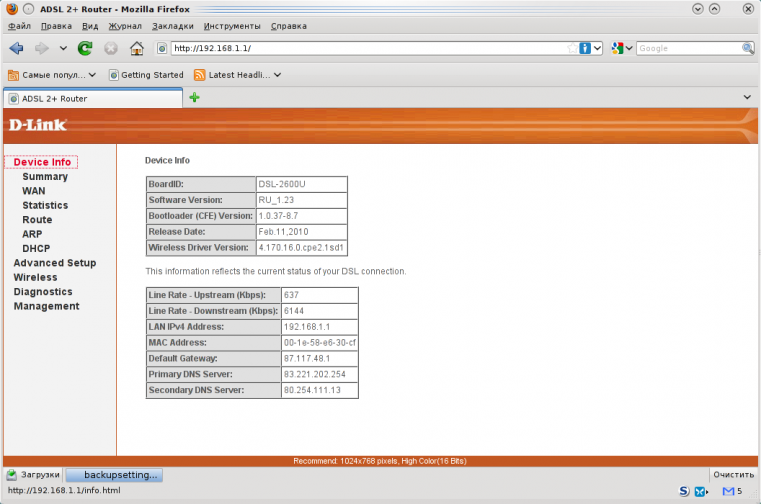 ADSL 2+ Router - Mozilla Firefox
Файл Правка Вид Журнал Закладки Инструменты Справка
http://192.168.1.1/
Google
Самые попул... Getting Started Latest Headli...
ADSL 2+ Router
D-Link
Device Info
Summary
WAN
Statistics
Route
ARP
DHCP
Advanced Setup
Wireless
Diagnostics
Management
Device Info
BoardID: DSL-2600U
Software Version: RU_1.23
Bootloader (CFE) Version: 1.0.37-8.7
Release Date: Feb.11,2010
Wireless Driver Version: 4.170.16.0.cpe2.1sd1
This information reflects the current status of your DSL connection.
Line Rate - Upstream (Kbps): 637
Line Rate - Downstream (Kbps): 6144
LAN IPv4 Address: 192.168.1.1
MAC Address: 00-1e-58-e6-30-cf
Default Gateway: 87.117.48.1
Primary DNS Server: 83.221.202.254
Secondary DNS Server: 80.254.111.13
Recommend: 1024x768 pixels, High Color(16 Bits)
Загрузки backupsetting... Очистить
http://192.168.1.1/info.html S 5